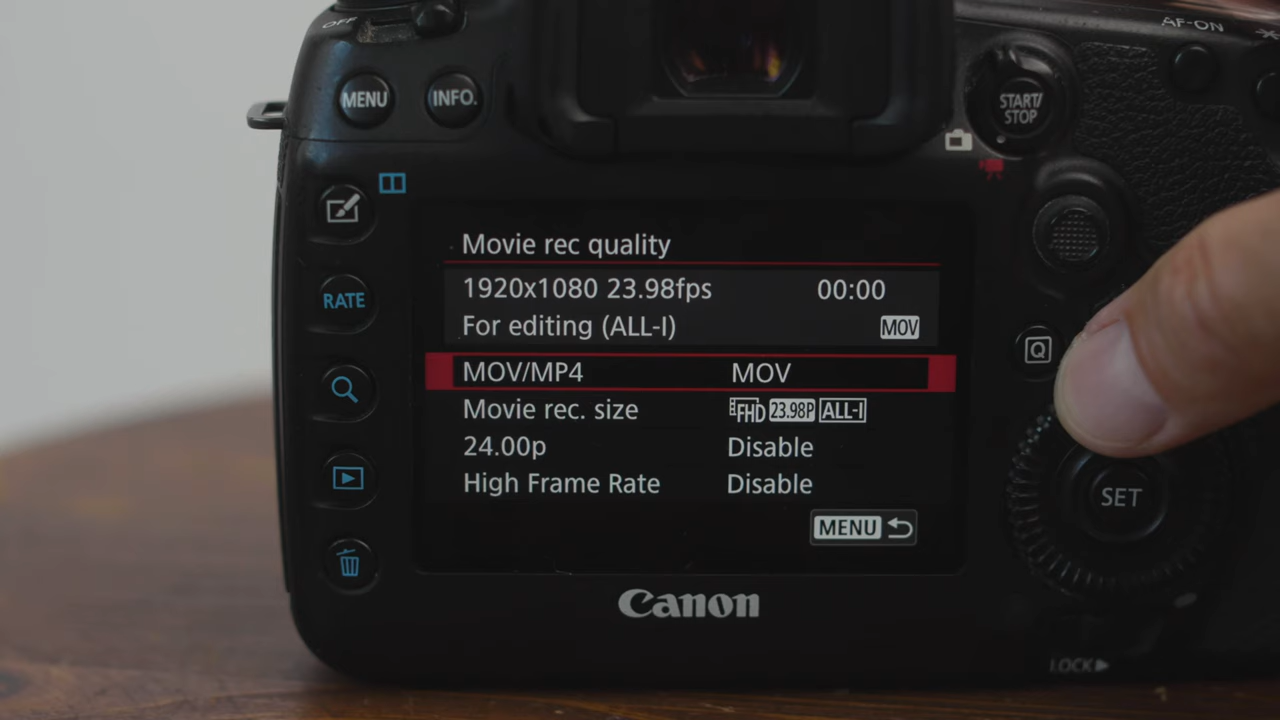 OFF
AF-ON
MENU
INFO.
START/
STOP
RATE
Movie rec quality
1920x1080 23.98fps 00:00
For editing (ALL-I) MOV
MOV/MP4 MOV
Movie rec. size FHD 23.98P ALL-I
24.00p Disable
High Frame Rate Disable
MENU
Q
SET
Canon
LOCK